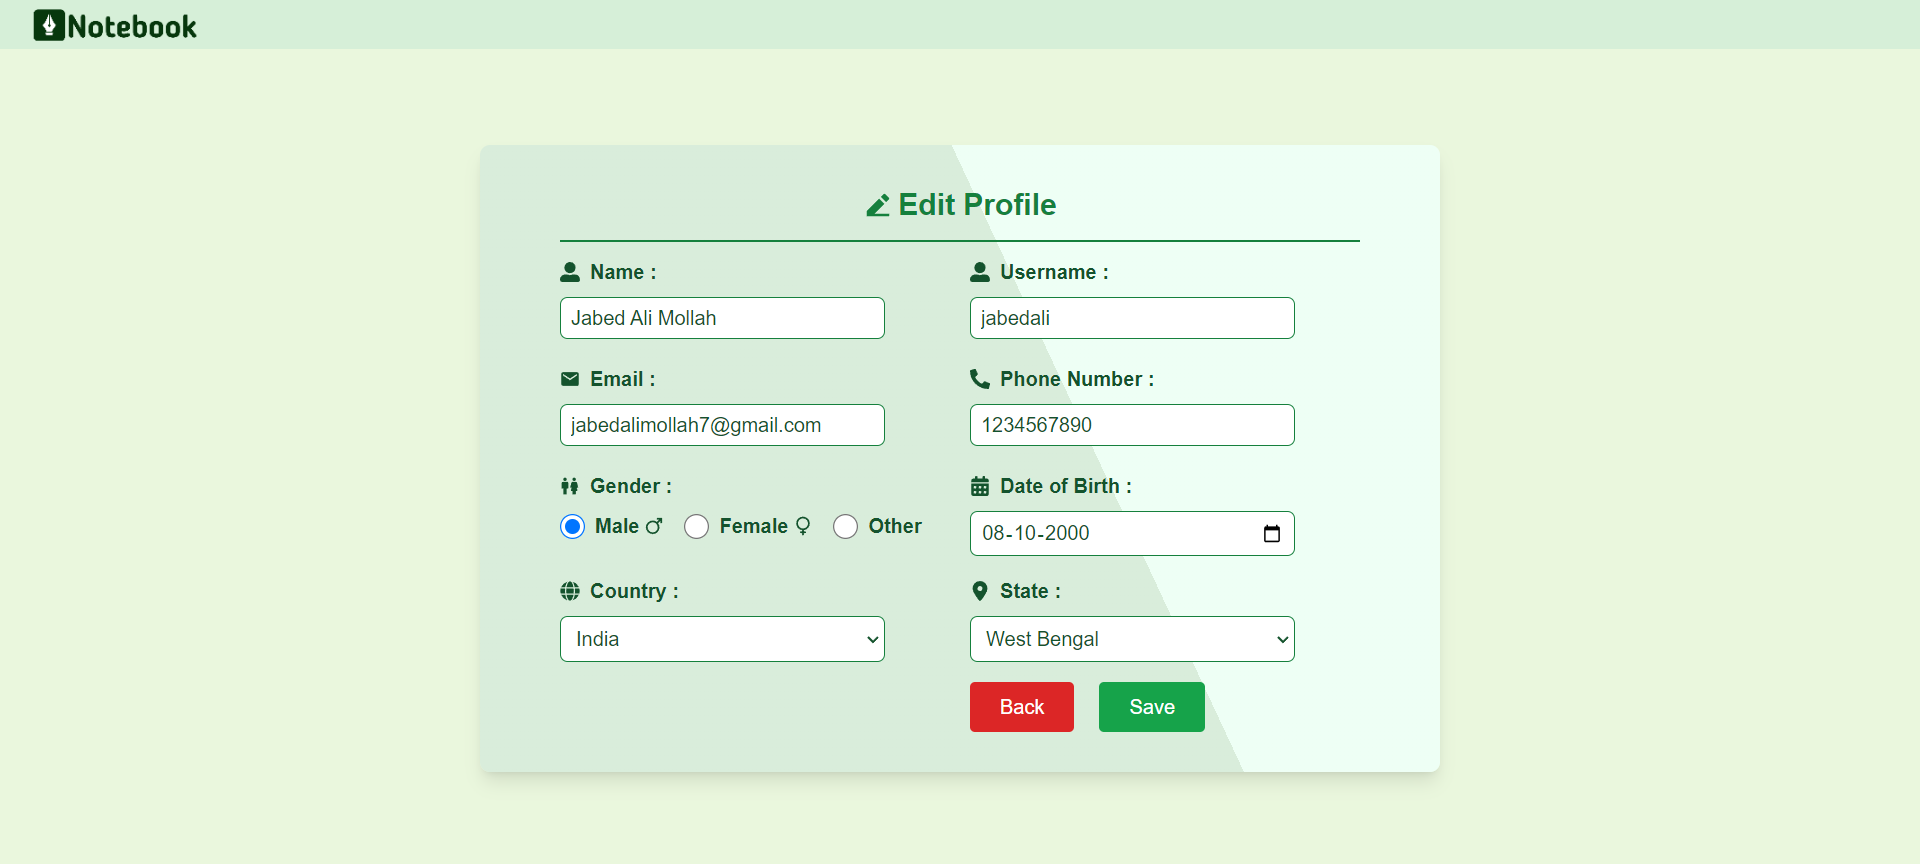 Notebook
Edit Profile
Name : Username :
Jabed Ali Mollah jabedali
Email : Phone Number :
jabedalimollah7@gmail.com 1234567890
Gender : Date of Birth :
Male Female Other 08-10-2000
Country : State :
India West Bengal
Back Save